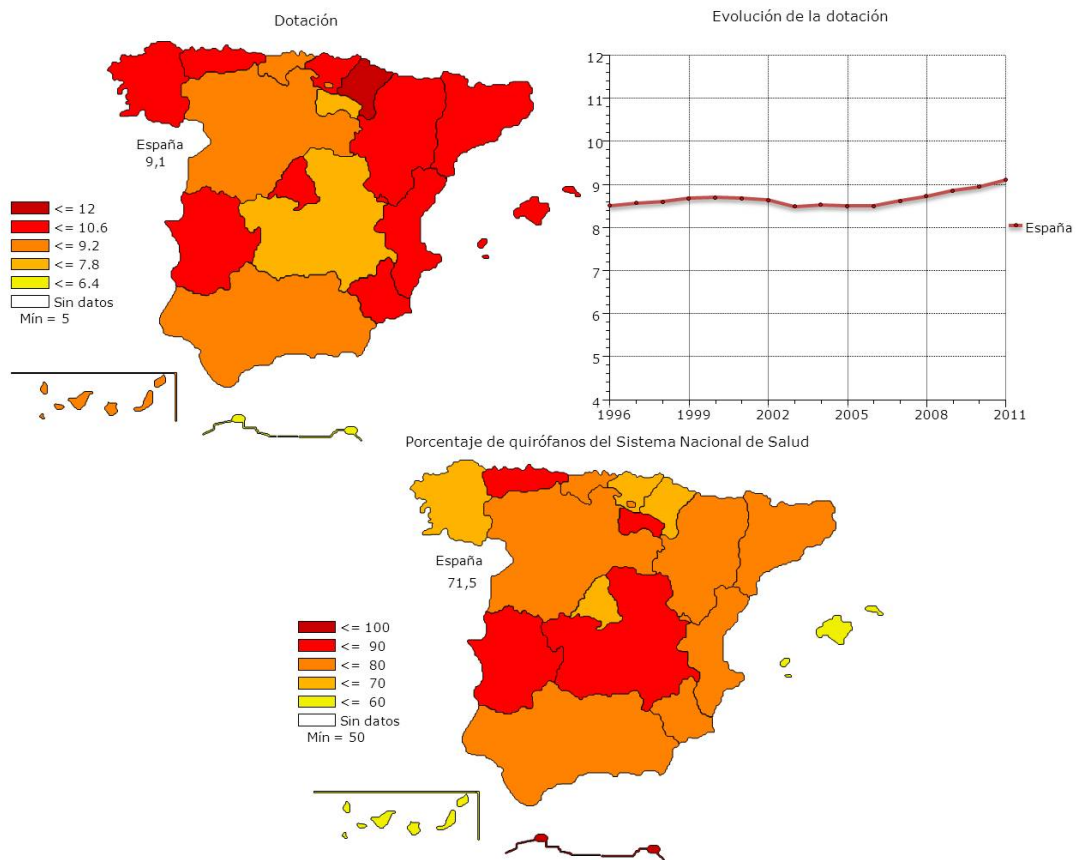 Dotación
España
9,1
<= 12
<= 10.6
<= 9.2
<= 7.8
<= 6.4
Sin datos
Mín = 5
Evolución de la dotación
12
11
10
9
8
7
6
5
4
1996
1999
2002
2005
2008
2011
España
Porcentaje de quirófanos del Sistema Nacional de Salud
España
71,5
<= 100
<= 90
<= 80
<= 70
<= 60
Sin datos
Mín = 50